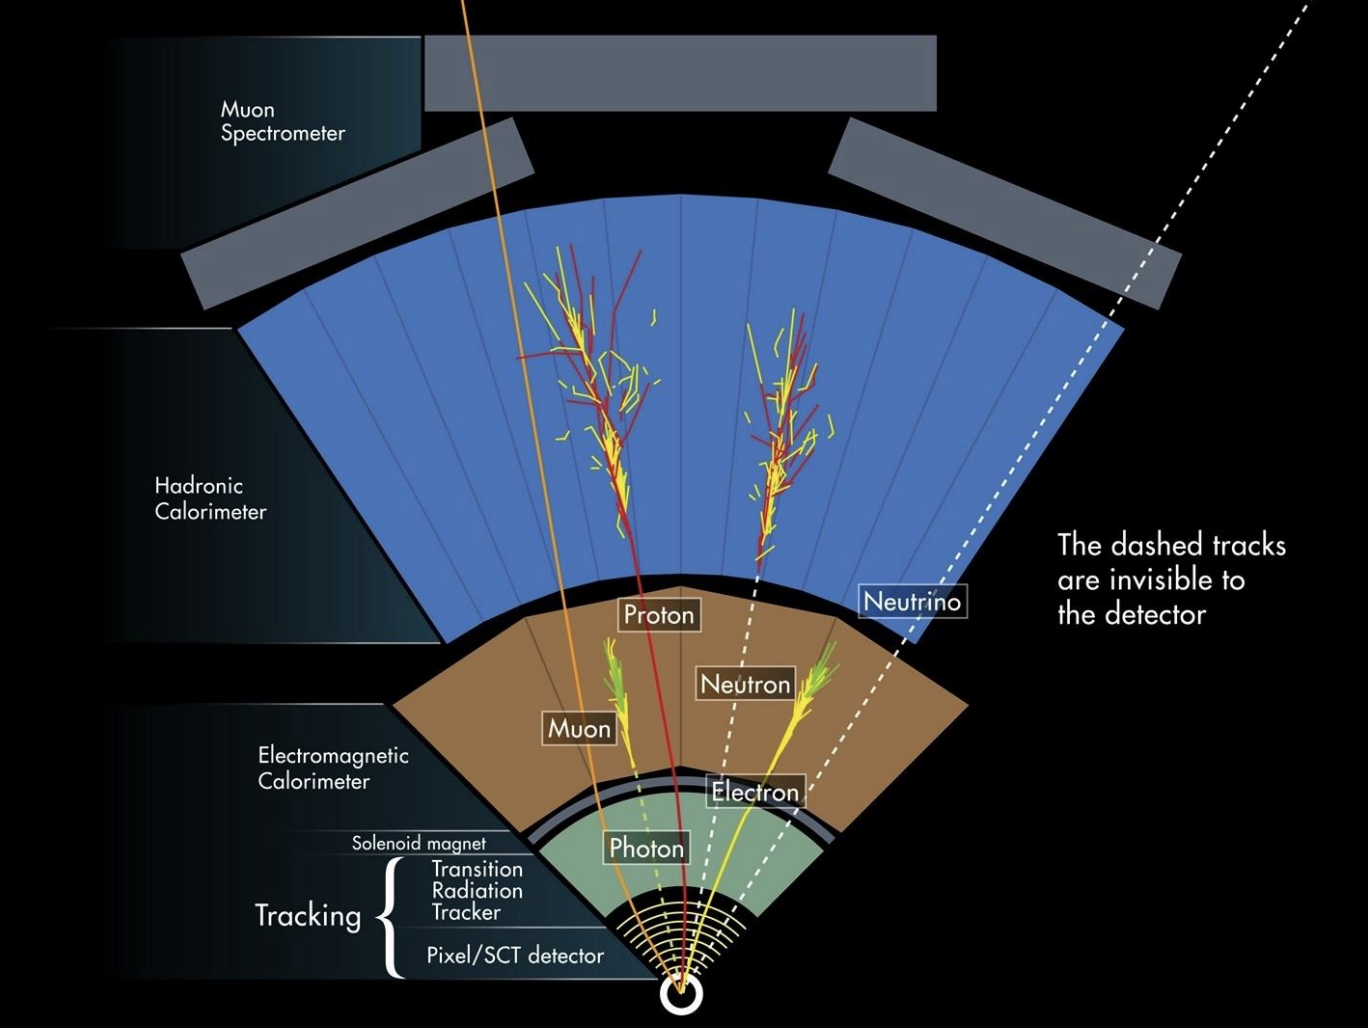 Muon
Spectrometer
Hadronic
Calorimeter
The dashed tracks
are invisible to
the detector
Neutrino
Proton
Neutron
Muon
Electromagnetic
Calorimeter
Electron
Solenoid magnet
Photon
Transition
Radiation
Tracker
Tracking
Pixel/SCT detector